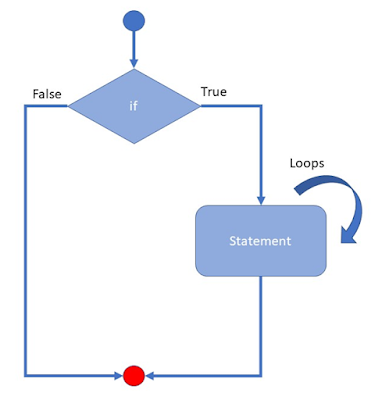 False
if
True
Loops
Statement